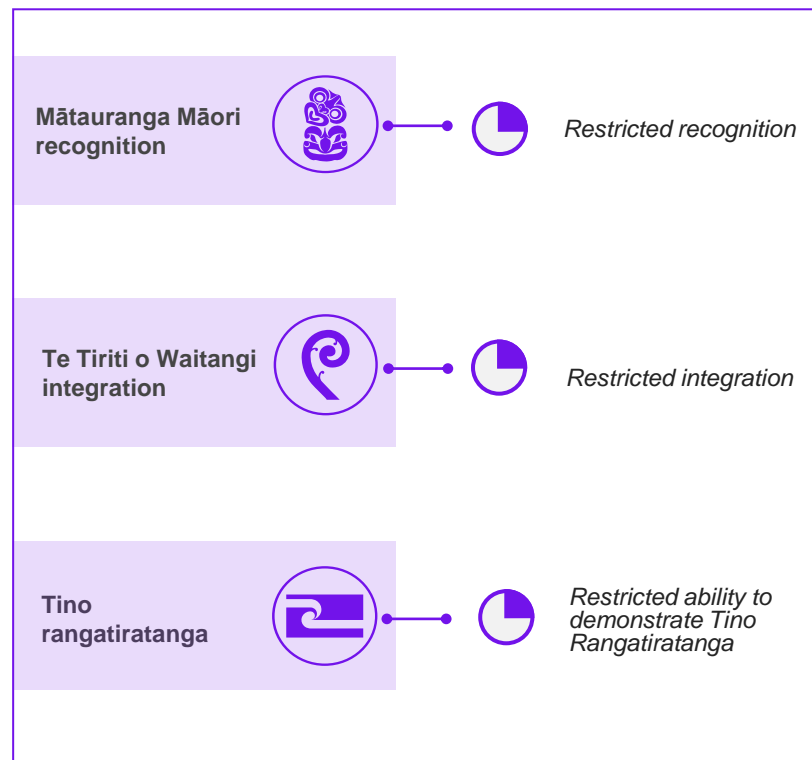 Mātauranga Māori
recognition
Restricted recognition
Te Tiriti o Waitangi
integration
Restricted integration
Tino
rangatiratanga
Restricted ability to
demonstrate Tino
Rangatiratanga